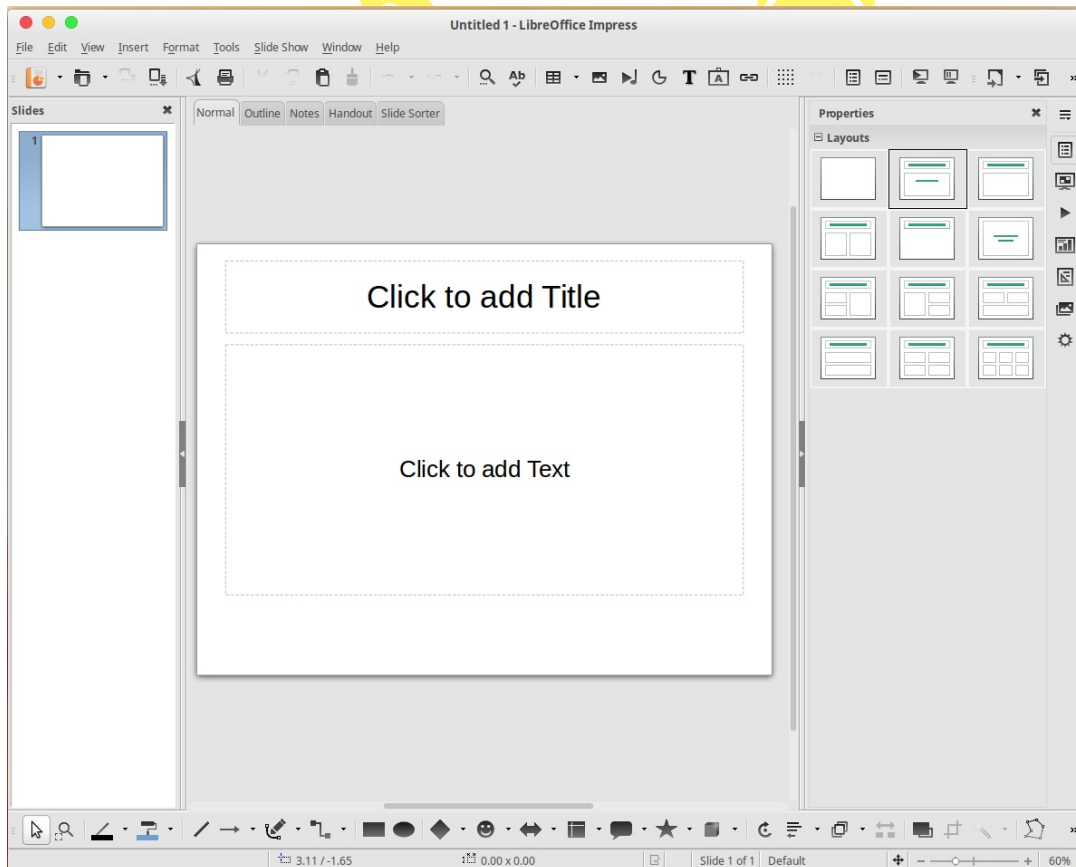 Untitled 1 - LibreOffice Impress
File Edit View Insert Format Tools Slide Show Window Help
Slides
Normal Outline Notes Handout Slide Sorter
Properties
Layouts
1
Click to add Title
Click to add Text
3.11 / -1.65 0.00 x 0.00 Slide 1 of 1 Default 60%